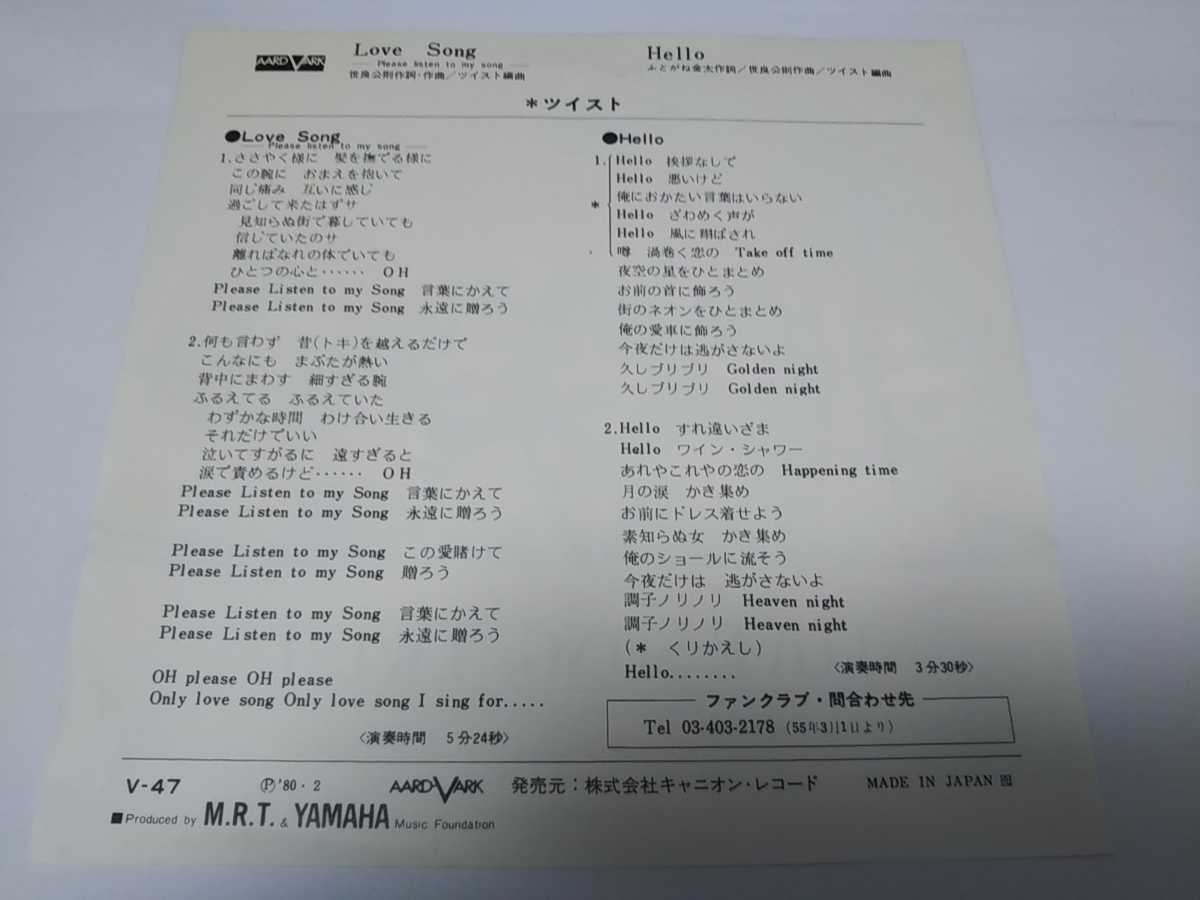 AARDVARK
Love Song
Please listen to my song
世良公則作詞・作曲／ツイスト編曲
Hello
ふとがね金太作詞／世良公則作曲／ツイスト編曲
＊ツイスト
●Love Song
Please listen to my song
1.ささやく様に　髪を撫でる様に
この腕に　おまえを抱いて
同じ痛み　互いに感じ
過ごして来たはずサ
見知らぬ街で暮していても
信じていたのサ
離ればなれの体でいても
ひとつの心と‥‥‥　OH
Please Listen to my Song　言葉にかえて
Please Listen to my Song　永遠に贈ろう
2.何も言わず　昔(トキ)を越えるだけで
こんなにも　まぶたが熱い
背中にまわす　細すぎる腕
ふるえてる　ふるえていた
わずかな時間　わけ合い生きる
それだけでいい
泣いてすがるに　遠すぎると
涙で責めるけど‥‥‥　OH
Please Listen to my Song　言葉にかえて
Please Listen to my Song　永遠に贈ろう
Please Listen to my Song　この愛賭けて
Please Listen to my Song　贈ろう
Please Listen to my Song　言葉にかえて
Please Listen to my Song　永遠に贈ろう
OH please OH please
Only love song Only love song I sing for.....
〈演奏時間　5分24秒〉
●Hello
1.Hello　挨拶なしで
Hello　悪いけど
俺におかたい言葉はいらない
＊ Hello　ざわめく声が
Hello　風に翔ばされ
噂　渦巻く恋の　Take off time
夜空の星をひとまとめ
お前の首に飾ろう
街のネオンをひとまとめ
俺の愛車に飾ろう
今夜だけは逃がさないよ
久しブリブリ　Golden night
久しブリブリ　Golden night
2.Hello　すれ違いざま
Hello　ワイン・シャワー
あれやこれやの恋の　Happening time
月の涙　かき集め
お前にドレス着せよう
素知らぬ女　かき集め
俺のショールに流そう
今夜だけは　逃がさないよ
調子ノリノリ　Heaven night
調子ノリノリ　Heaven night
(＊　くりかえし)
Hello........
〈演奏時間　3分30秒〉
ファンクラブ・問合わせ先
Tel 03-403-2178 (55年3月1日より)
V-47
Ⓟ'80・2
AARDVARK
発売元：株式会社キャニオン・レコード
MADE IN JAPAN
■Produced by M.R.T. & YAMAHA Music Foundation